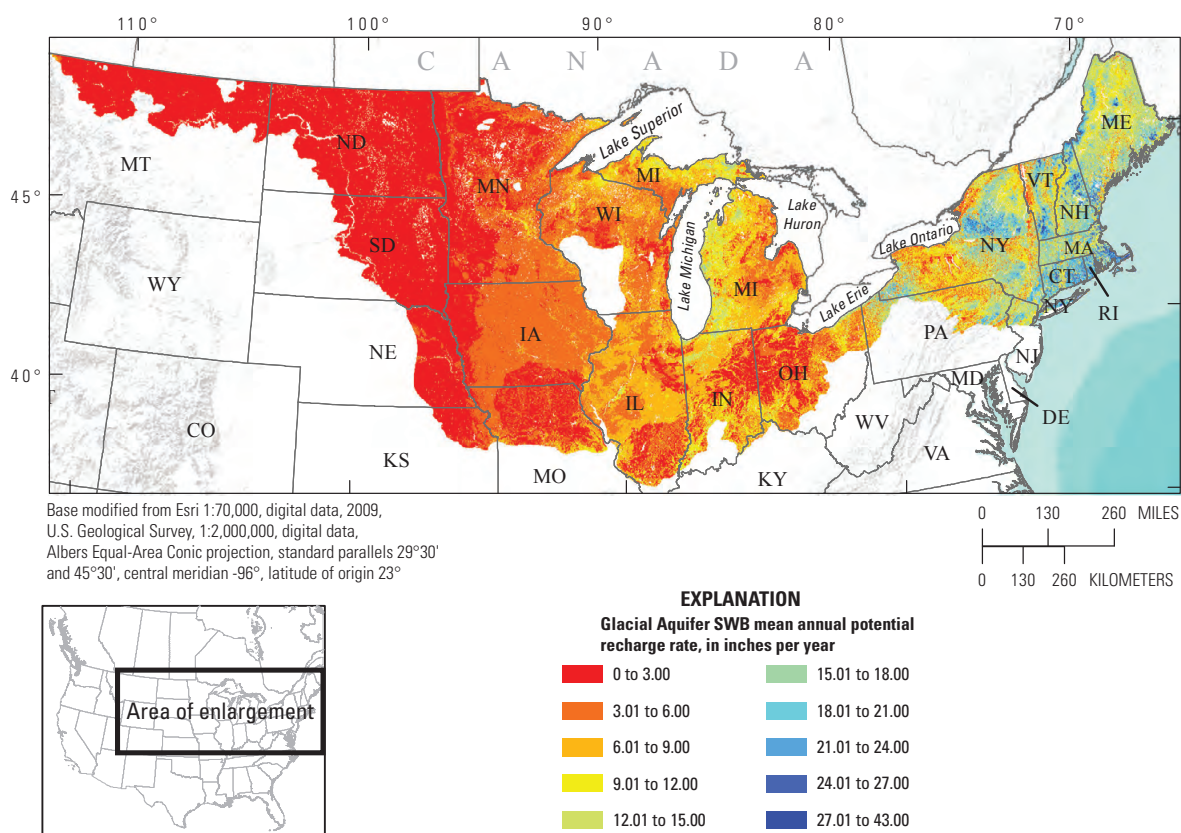 110° 100° 90° 80° 70°
CANADA
45°
40°
MT
ND
MN
Lake Superior
MI
ME
VT
NH
WI
Lake Michigan
Lake Huron
Lake Ontario
NY
MA
CT
RI
NY
SD
WY
MI
Lake Erie
PA
NJ
IA
NE
OH
MD
DE
IL
IN
WV
VA
CO
KS
MO
KY
Base modified from Esri 1:70,000, digital data, 2009,
U.S. Geological Survey, 1:2,000,000, digital data,
Albers Equal-Area Conic projection, standard parallels 29°30'
and 45°30', central meridian -96°, latitude of origin 23°
0 130 260 MILES
0 130 260 KILOMETERS
Area of enlargement
EXPLANATION
Glacial Aquifer SWB mean annual potential
recharge rate, in inches per year
0 to 3.00
3.01 to 6.00
6.01 to 9.00
9.01 to 12.00
12.01 to 15.00
15.01 to 18.00
18.01 to 21.00
21.01 to 24.00
24.01 to 27.00
27.01 to 43.00